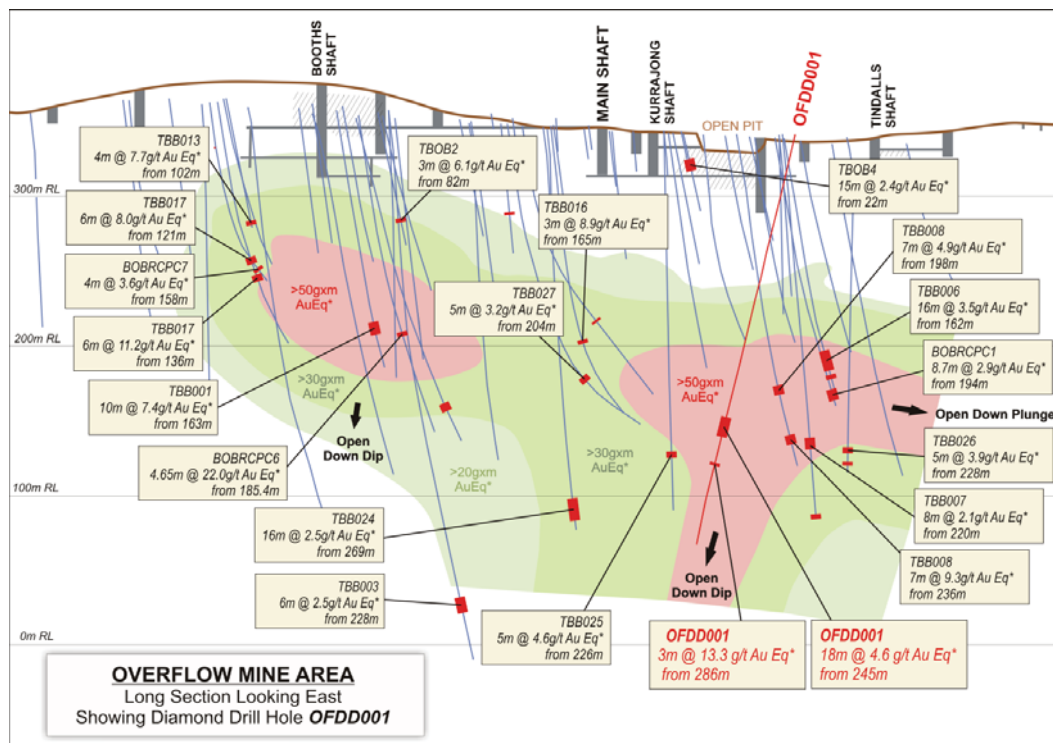 BOOTHS
SHAFT
MAIN SHAFT
KURRAJONG
SHAFT
OPEN PIT
OFDD001
TINDALLS
SHAFT
TBB013
4m @ 7.7g/t Au Eq*
from 102m
TBOB2
3m @ 6.1g/t Au Eq*
from 82m
TBOB4
15m @ 2.4g/t Au Eq*
from 22m
300m RL
TBB017
6m @ 8.0g/t Au Eq*
from 121m
TBB016
3m @ 8.9g/t Au Eq*
from 165m
TBB008
7m @ 4.9g/t Au Eq*
from 198m
BOBRCPC7
4m @ 3.6g/t Au Eq*
from 158m
>50gxm
AuEq*
TBB027
5m @ 3.2g/t Au Eq*
from 204m
TBB006
16m @ 3.5g/t Au Eq*
from 162m
TBB017
6m @ 11.2g/t Au Eq*
from 136m
200m RL
BOBRCPC1
8.7m @ 2.9g/t Au Eq*
from 194m
TBB001
10m @ 7.4g/t Au Eq*
from 163m
>30gxm
AuEq*
>50gxm
AuEq*
Open Down Plunge
Open
Down Dip
BOBRCPC6
4.65m @ 22.0g/t Au Eq*
from 185.4m
>20gxm
AuEq*
>30gxm
AuEq*
TBB026
5m @ 3.9g/t Au Eq*
from 228m
100m RL
TBB024
16m @ 2.5g/t Au Eq*
from 269m
TBB007
8m @ 2.1g/t Au Eq*
from 220m
TBB008
7m @ 9.3g/t Au Eq*
from 236m
Open
Down Dip
TBB003
6m @ 2.5g/t Au Eq*
from 228m
TBB025
5m @ 4.6g/t Au Eq*
from 226m
OFDD001
3m @ 13.3 g/t Au Eq*
from 286m
OFDD001
18m @ 4.6 g/t Au Eq*
from 245m
0m RL
OVERFLOW MINE AREA
Long Section Looking East
Showing Diamond Drill Hole OFDD001